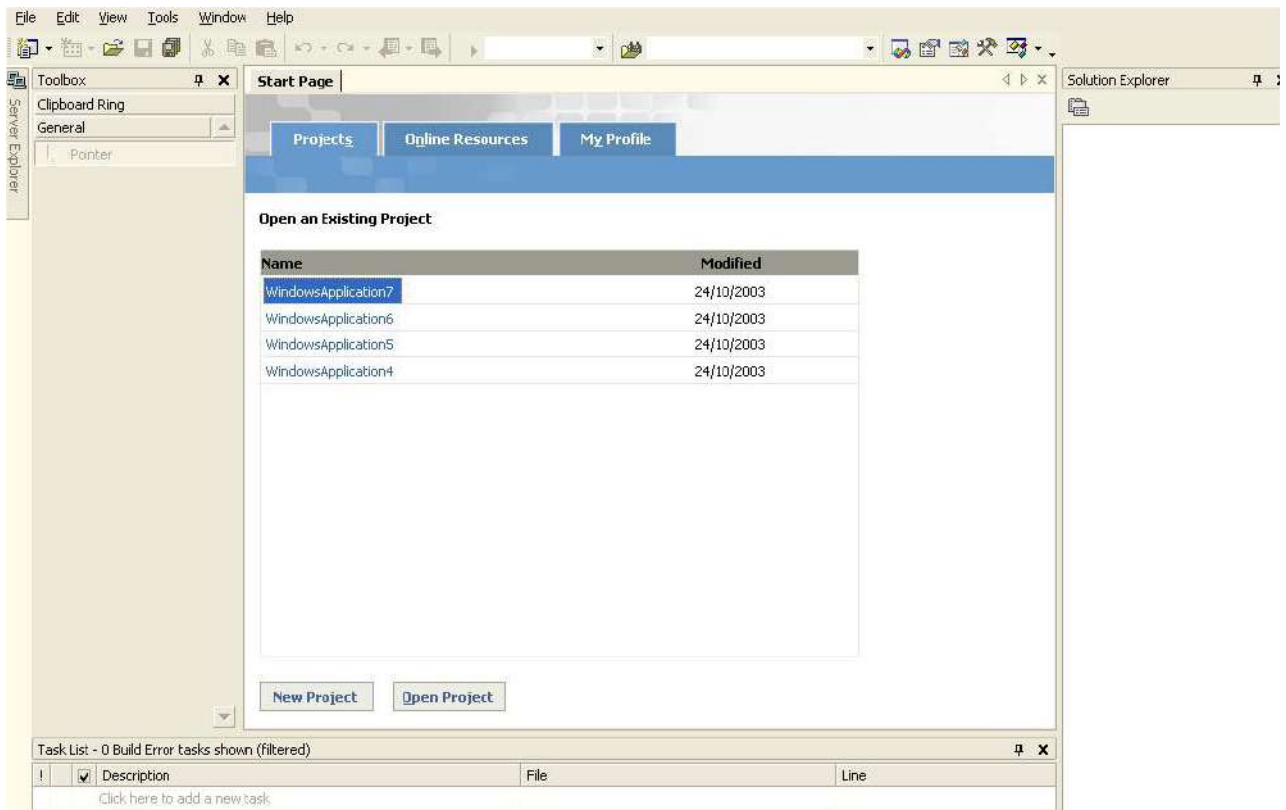 File Edit View Tools Window Help
Toolbox
Server Explorer
Clipboard Ring
General
Pointer
Start Page
Projects Online Resources My Profile
Open an Existing Project
Name Modified
WindowsApplication7 24/10/2003
WindowsApplication6 24/10/2003
WindowsApplication5 24/10/2003
WindowsApplication4 24/10/2003
New Project Open Project
Solution Explorer
Task List - 0 Build Error tasks shown (filtered)
! Description File Line
Click here to add a new task